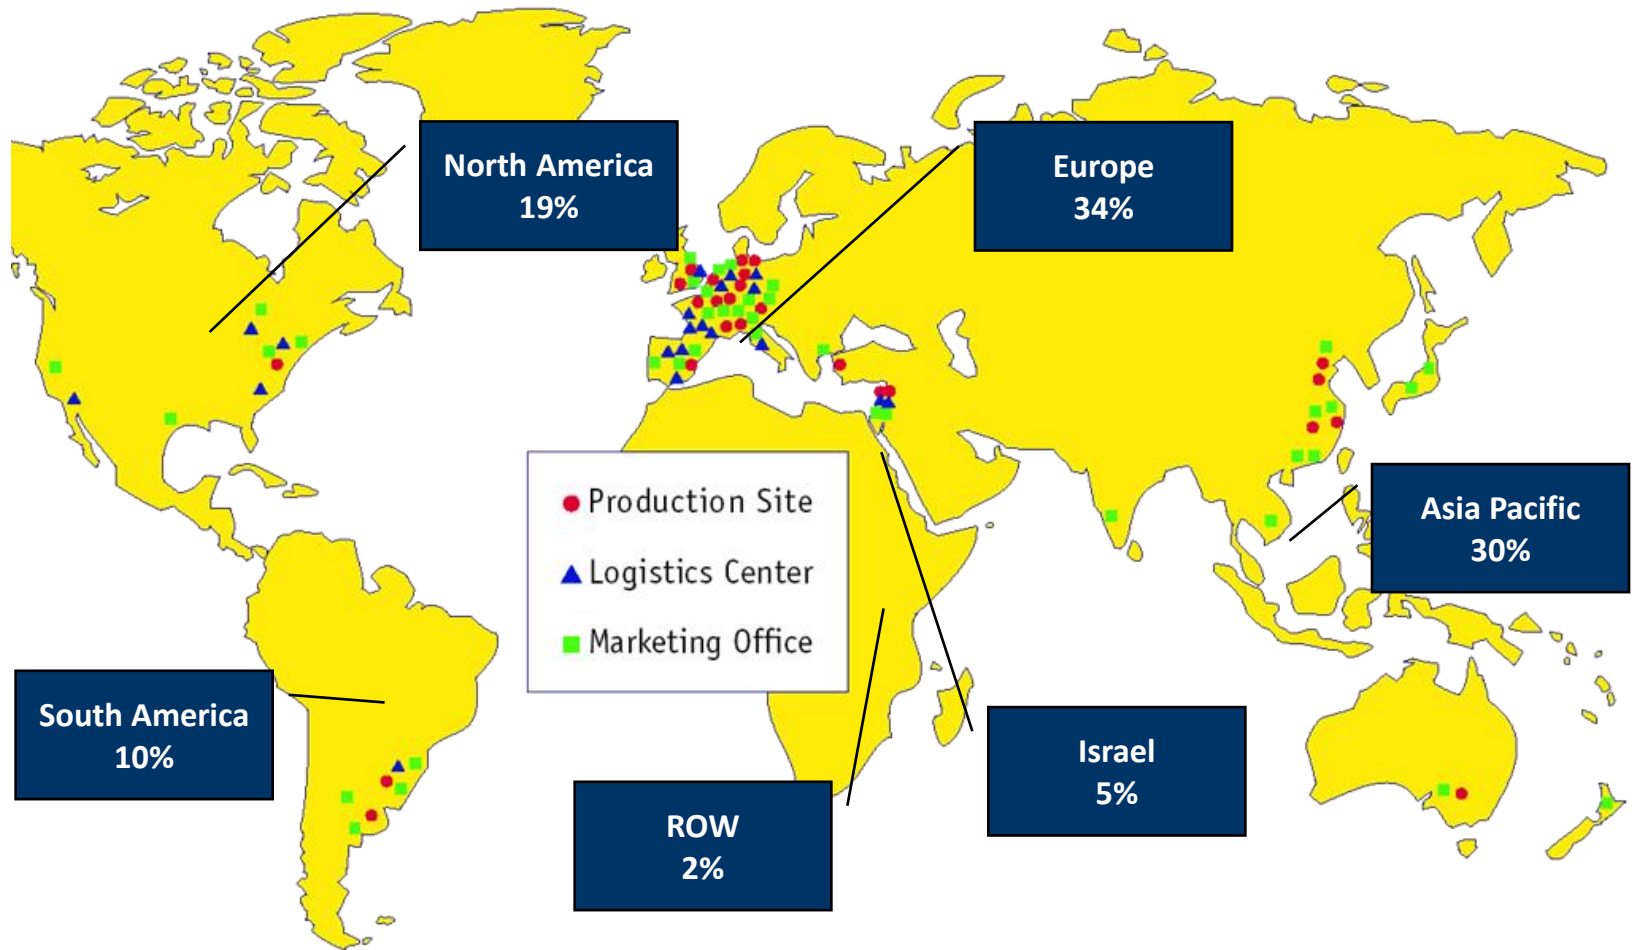 North America
19%
Europe
34%
Production Site
Logistics Center
Marketing Office
Asia Pacific
30%
South America
10%
Israel
5%
ROW
2%